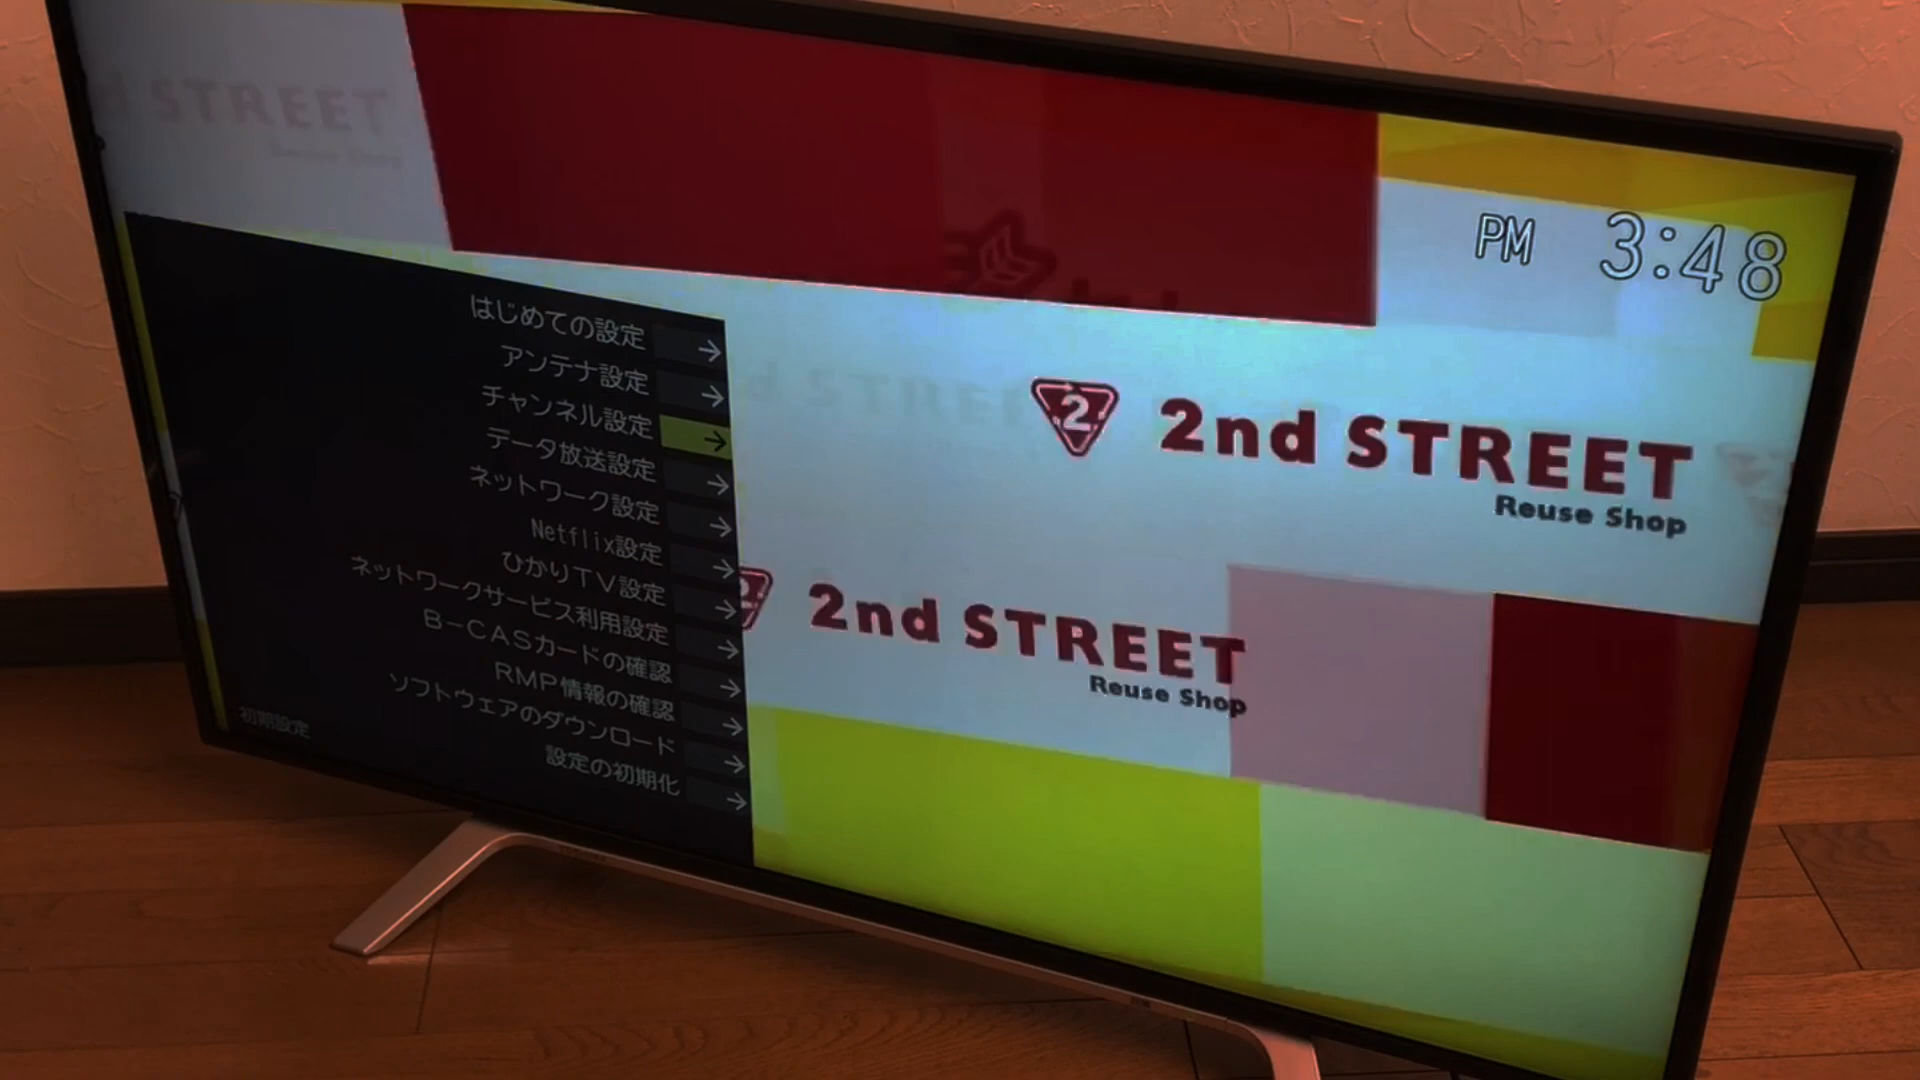 STREET
PM 3:48
はじめての設定
アンテナ設定
チャンネル設定
データ放送設定
ネットワーク設定
Netflix設定
ひかりTV設定
ネットワークサービス利用設定
B-CASカードの確認
RMP情報の確認
ソフトウェアのダウンロード
設定の初期化
初期設定
2 2nd STREET
Reuse Shop
2nd STREET
Reuse Shop